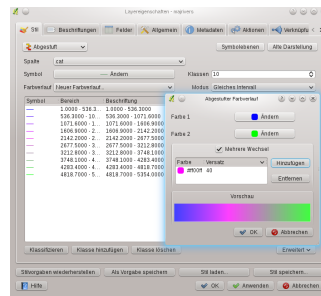 Layereigenschaften - majrivers
Stil Beschriftungen Felder Allgemein Metadaten Aktionen Verknüpfu
Abgestuft Symbolebenen Alte Darstellung
Spalte cat
Symbol Ändern Klassen 10
Farbverlauf Neuer Farbverlauf... Modus Gleiches Intervall
Symbol Bereich Beschriftung
1.0000 - 536.3... 1.0000 - 536.3000
536.3000 - 10... 536.3000 - 1071.6000
1071.6000 - 1... 1071.6000 - 1606.9000
1606.9000 - 2... 1606.9000 - 2142.2000
2142.2000 - 2... 2142.2000 - 2677.5000
2677.5000 - 3... 2677.5000 - 3212.8000
3212.8000 - 3... 3212.8000 - 3748.1000
3748.1000 - 4... 3748.1000 - 4283.4000
4283.4000 - 4... 4283.4000 - 4818.7000
4818.7000 - 5... 4818.7000 - 5354.0000
Abgestufter Farbverlauf
Farbe 1 Ändern
Farbe 2 Ändern
Mehrere Wechsel
Farbe Versatz
#ff00ff 40
Hinzufügen
Entfernen
Vorschau
OK Abbrechen
Klassifizieren Klasse hinzufügen Klasse löschen Erweitert
Stilvorgaben wiederherstellen Als Vorgabe speichern Stil laden... Stil speichern...
Hilfe OK Anwenden Abbrechen